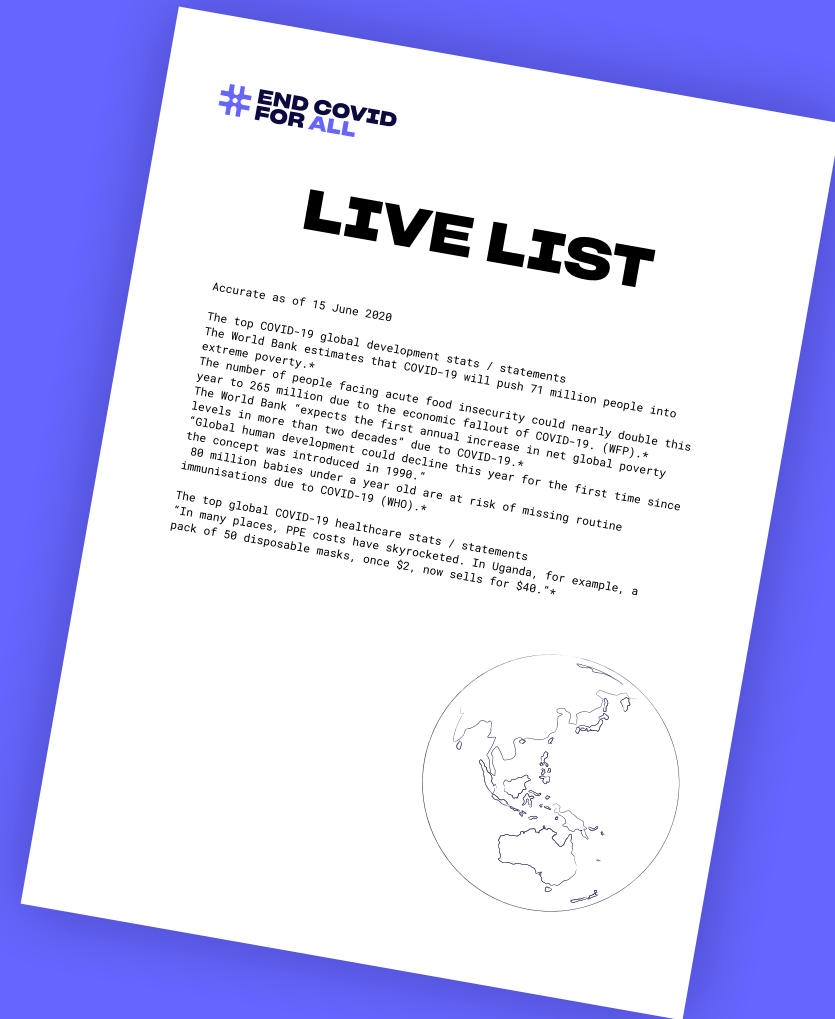 # END COVID
FOR ALL
LIVE LIST
Accurate as of 15 June 2020
The top COVID-19 global development stats / statements
The World Bank estimates that COVID-19 will push 71 million people into
extreme poverty.*
The number of people facing acute food insecurity could nearly double this
year to 265 million due to the economic fallout of COVID-19. (WFP).*
The World Bank “expects the first annual increase in net global poverty
levels in more than two decades” due to COVID-19.*
“Global human development could decline this year for the first time since
the concept was introduced in 1990.”
80 million babies under a year old are at risk of missing routine
immunisations due to COVID-19 (WHO).*
The top global COVID-19 healthcare stats / statements
“In many places, PPE costs have skyrocketed. In Uganda, for example, a
pack of 50 disposable masks, once $2, now sells for $40.”*